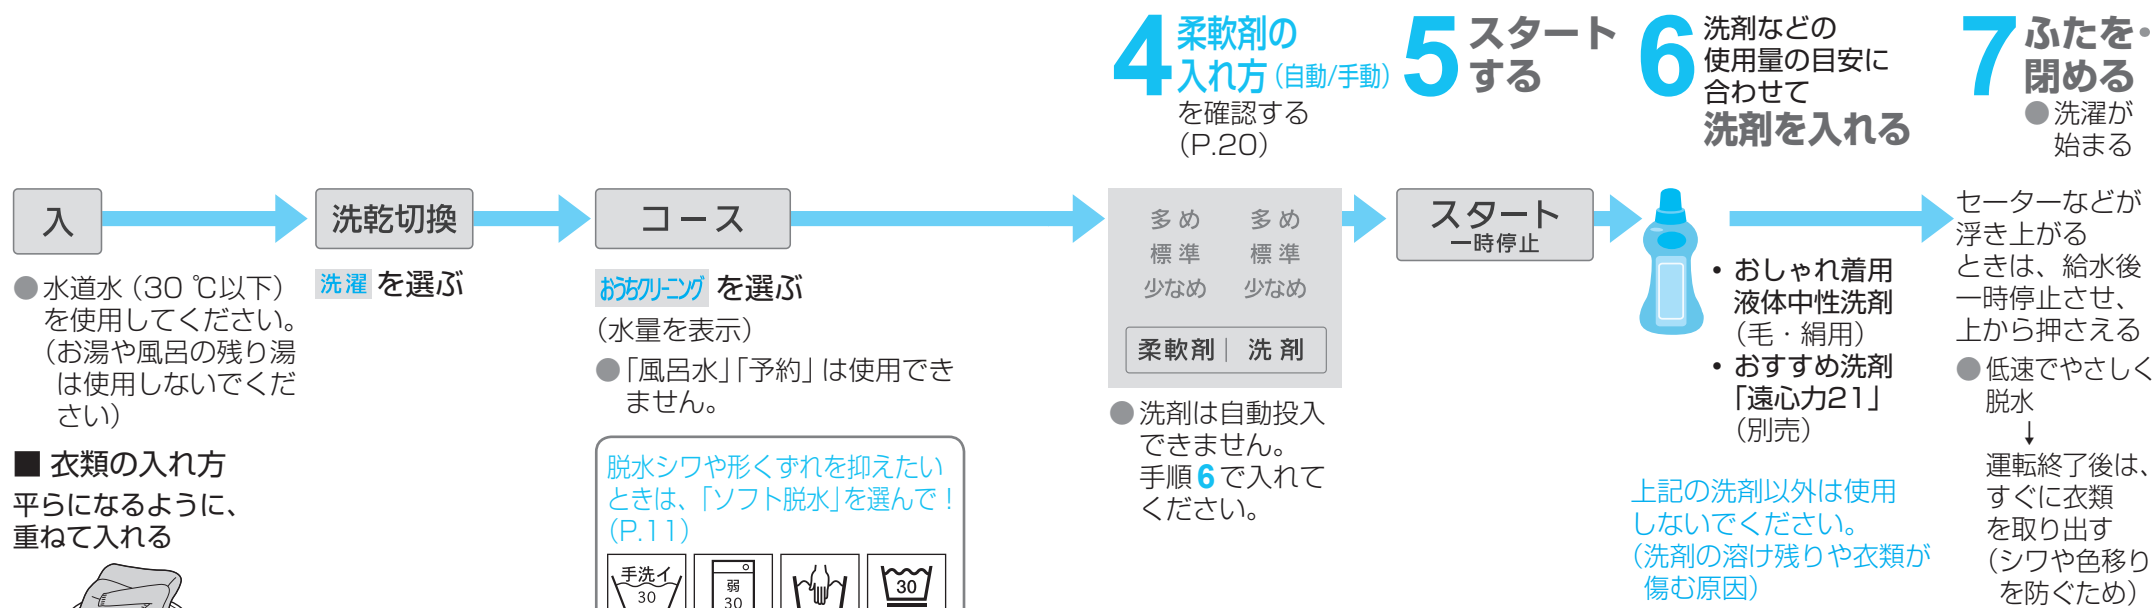 4 柔軟剤の
入れ方(自動/手動)
を確認する
(P.20)
5 スタート
する
6 洗剤などの
使用量の目安に
合わせて
洗剤を入れる
7 ふたを
閉める
●洗濯が
始まる
入
●水道水(30 ℃以下)
を使用してください。
(お湯や風呂の残り湯
は使用しないでくだ
さい)
■ 衣類の入れ方
平らになるように、
重ねて入れる
洗乾切換
洗濯 を選ぶ
コース
おうちクリーニング を選ぶ
(水量を表示)
●「風呂水」「予約」は使用でき
ません。
脱水シワや形くずれを抑えたい
ときは、「ソフト脱水」を選んで!
(P.11)
手洗イ
30
弱
30
30
多め 多め
標準 標準
少なめ 少なめ
柔軟剤 洗剤
●洗剤は自動投入
できません。
手順6で入れて
ください。
スタート
一時停止
・おしゃれ着用
液体中性洗剤
(毛・絹用)
・おすすめ洗剤
「遠心力21」
(別売)
上記の洗剤以外は使用
しないでください。
(洗剤の溶け残りや衣類が
傷む原因)
セーターなどが
浮き上がる
ときは、給水後
一時停止させ、
上から押さえる
●低速でやさしく
脱水
↓
運転終了後は、
すぐに衣類
を取り出す
(シワや色移り
を防ぐため)